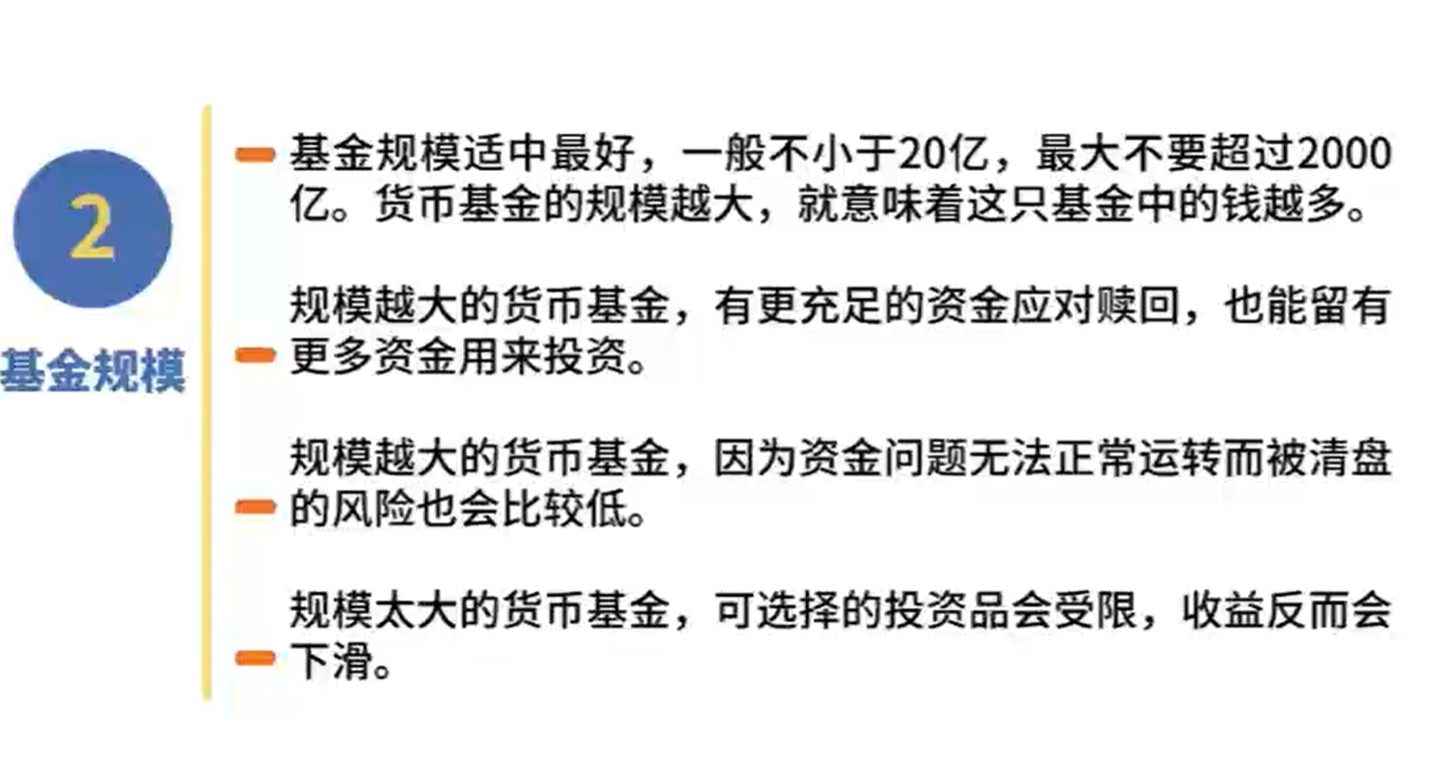 2
基金规模
基金规模适中最好，一般不小于20亿，最大不要超过2000
亿。货币基金的规模越大，就意味着这只基金中的钱越多。
规模越大的货币基金，有更充足的资金应对赎回，也能留有
更多资金用来投资。
规模越大的货币基金，因为资金问题无法正常运转而被清盘
的风险也会比较低。
规模太大的货币基金，可选择的投资品会受限，收益反而会
下滑。